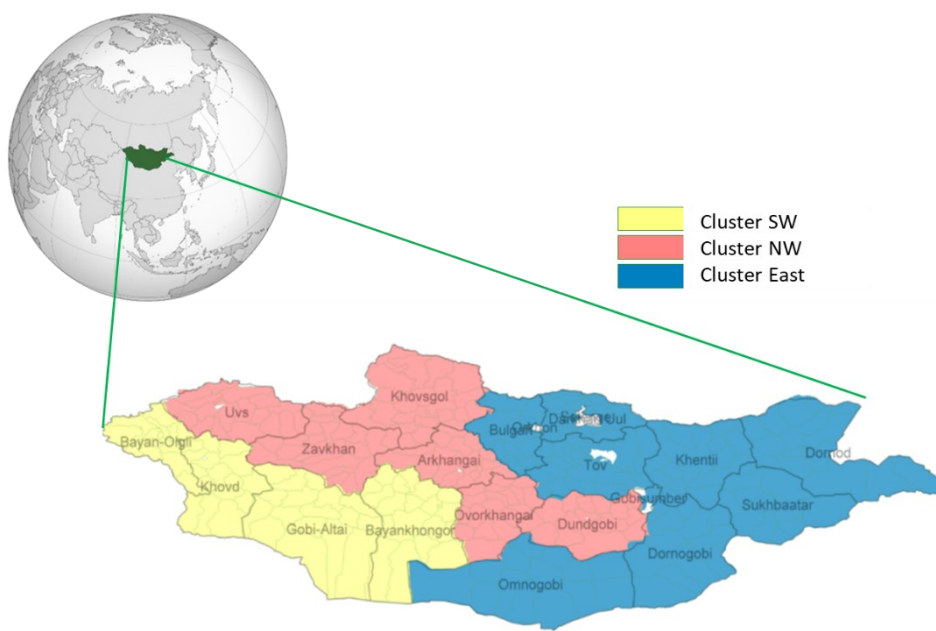 Cluster SW
Cluster NW
Cluster East
Khovsgol
Uvs
Bayan-Olgii
Zavkhan
Arkhangai
Bulgan
Tov
Khentii
Dornod
Khovd
Gobi-Altai
Bayankhongor
Ovorkhangai
Dundgobi
Gobisumber
Sukhbaatar
Dornogobi
Omnogobi